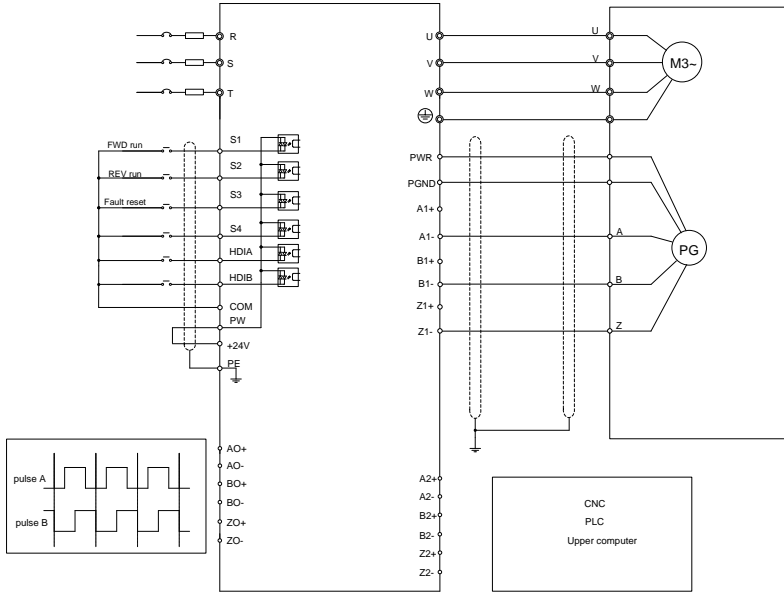 R
S
T
FWD run
REV run
Fault reset
S1
S2
S3
S4
HDIA
HDIB
COM
PW
+24V
PE
AO+
AO-
BO+
BO-
ZO+
ZO-
U
V
W
PWR
PGND
A1+
A1-
B1+
B1-
Z1+
Z1-
A2+
A2-
B2+
B2-
Z2+
Z2-
U
V
W
M3~
A
B
Z
PG
pulse A
pulse B
CNC
PLC
Upper computer